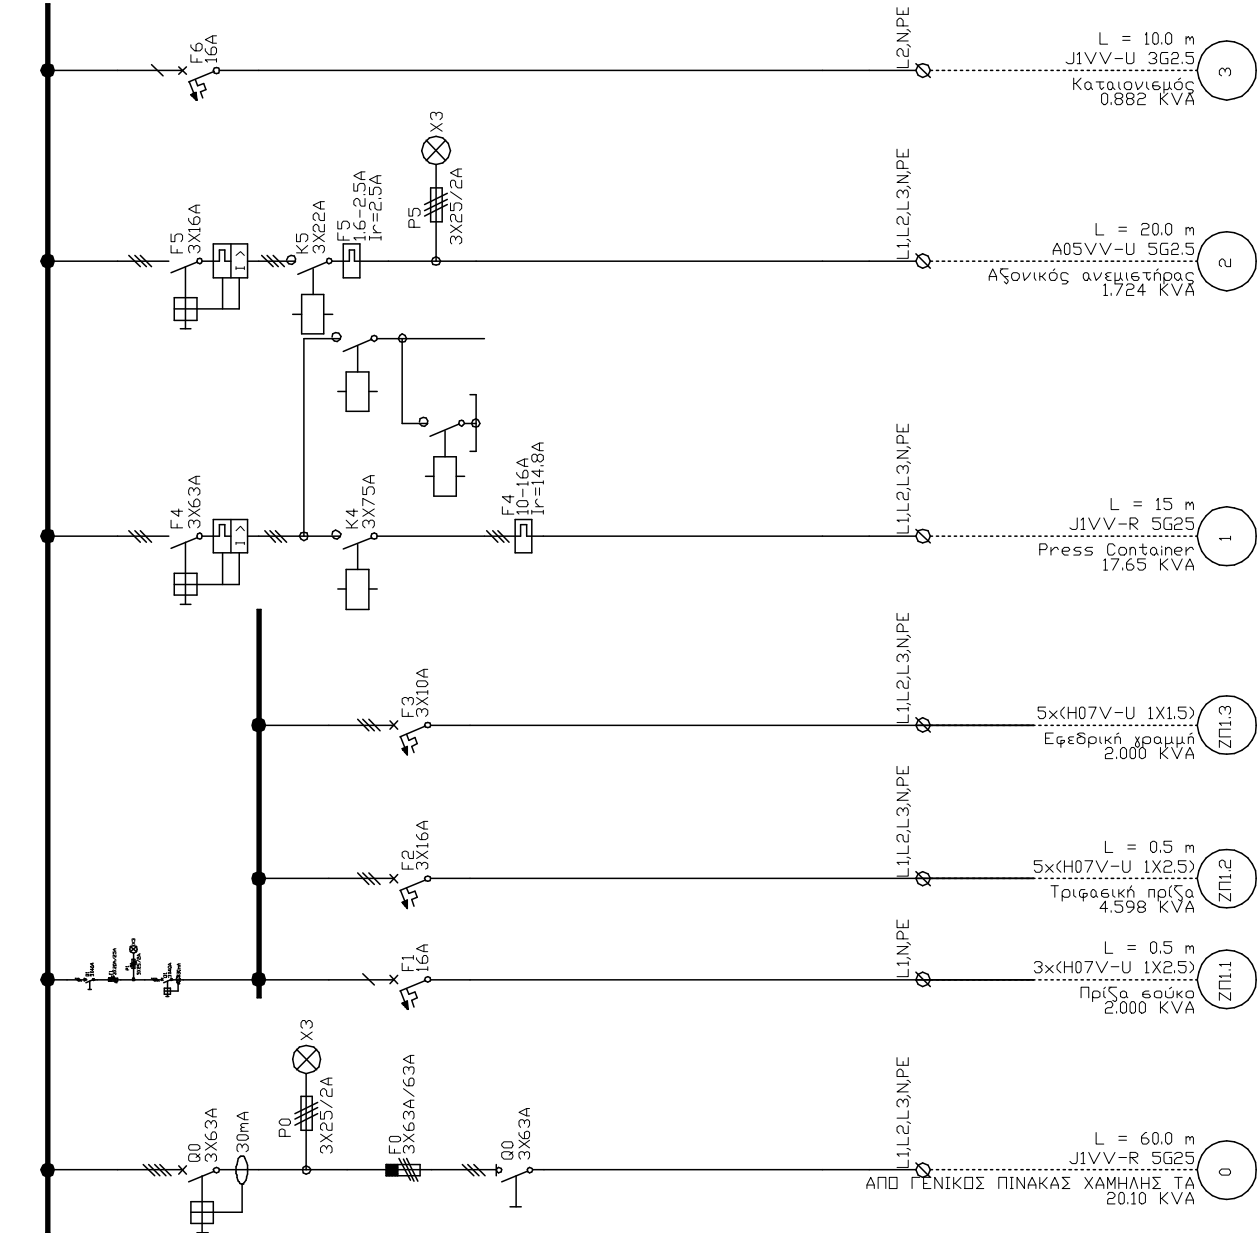 F6
16A
L2,N,PE
L = 10.0 m
J1VV-U 3G2.5
Καταιονισμός
0.882 KVA
3
X3
P5
3X25/2A
F5
3X16A
I >
K5
3X22A
F5
1.6-2.5A
Ir=2.5A
L1,L2,L3,N,PE
L = 20.0 m
A05VV-U 5G2.5
Αξονικός ανεμιστήρας
1.724 KVA
2
F4
3X63A
I >
K4
3X75A
F4
10-16A
Ir=14.8A
L1,L2,L3,N,PE
L = 15 m
J1VV-R 5G25
Press Container
17.65 KVA
1
F3
3X10A
L1,L2,L3,N,PE
5x(H07V-U 1X1.5)
Εφεδρική γραμμή
2.000 KVA
ΖΠ1.3
F2
3X16A
L1,L2,L3,N,PE
L = 0.5 m
5x(H07V-U 1X2.5)
Τριφασική πρίζα
4.598 KVA
ΖΠ1.2
F1
16A
L1,N,PE
L = 0.5 m
3x(H07V-U 1X2.5)
Πρίζα σούκο
2.000 KVA
ΖΠ1.1
Q0
3X63A
30mA
X3
P0
3X25/2A
F0
3X63A/63A
Q0
3X63A
L1,L2,L3,N,PE
L = 60.0 m
J1VV-R 5G25
ΑΠΟ ΓΕΝΙΚΟΣ ΠΙΝΑΚΑΣ ΧΑΜΗΛΗΣ ΤΑ
20.10 KVA
0